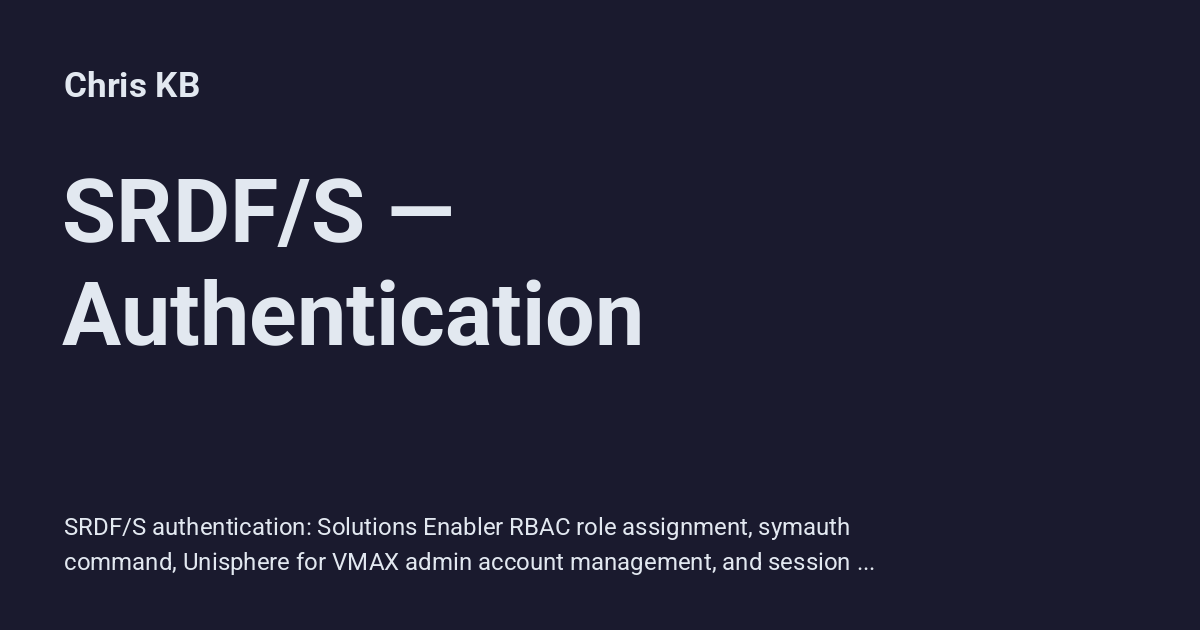 Chris KB
SRDF/S —
Authentication
SRDF/S authentication: Solutions Enabler RBAC role assignment, symauth
command, Unisphere for VMAX admin account management, and session ...